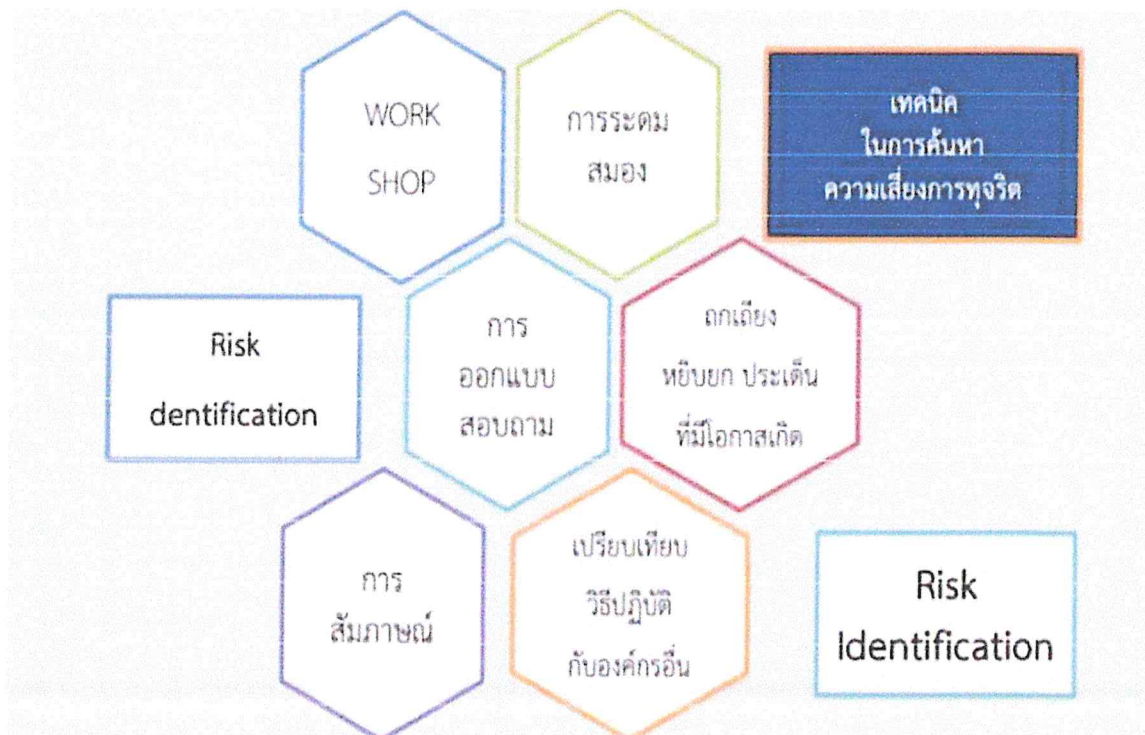 WORK
SHOP
การระดม
สมอง
เทคนิค
ในการค้นหา
ความเสี่ยงการทุจริต
Risk
dentification
การ
ออกแบบ
สอบถาม
ถกเถียง
หยิบยก ประเด็น
ที่มีโอกาสเกิด
การ
สัมภาษณ์
เปรียบเทียบ
วิธีปฏิบัติ
กับองค์กรอื่น
Risk
Identification